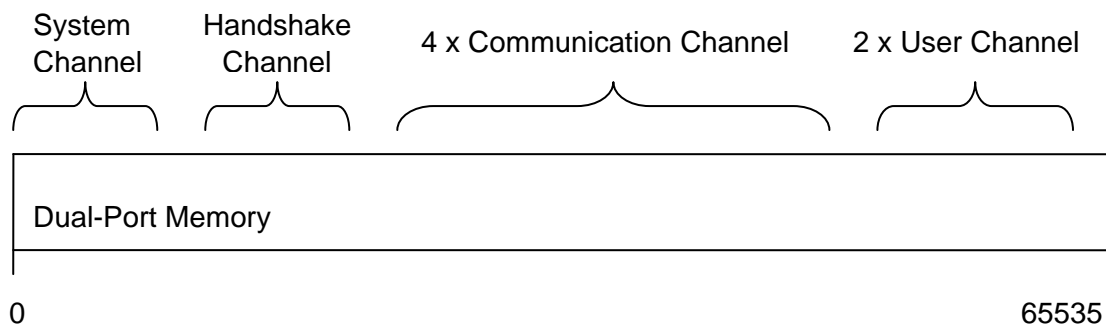 System
Channel
Handshake
Channel
4 x Communication Channel
2 x User Channel
Dual-Port Memory
0
65535